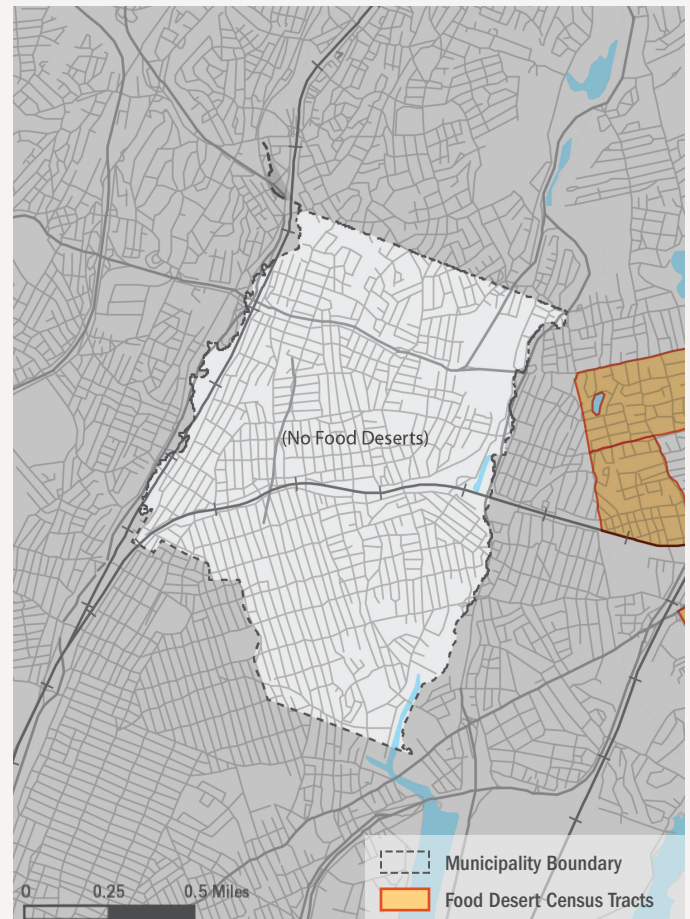 (No Food Deserts)
Municipality Boundary
0 0.25 0.5 Miles
Food Desert Census Tracts